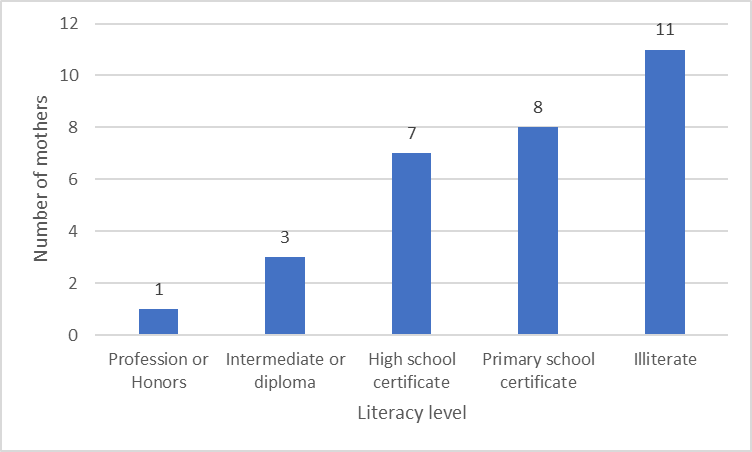 12
10
8
6
4
2
0
Number of mothers
1
3
7
8
11
Profession or
Honors
Intermediate or
diploma
High school
certificate
Primary school
certificate
Illiterate
Literacy level